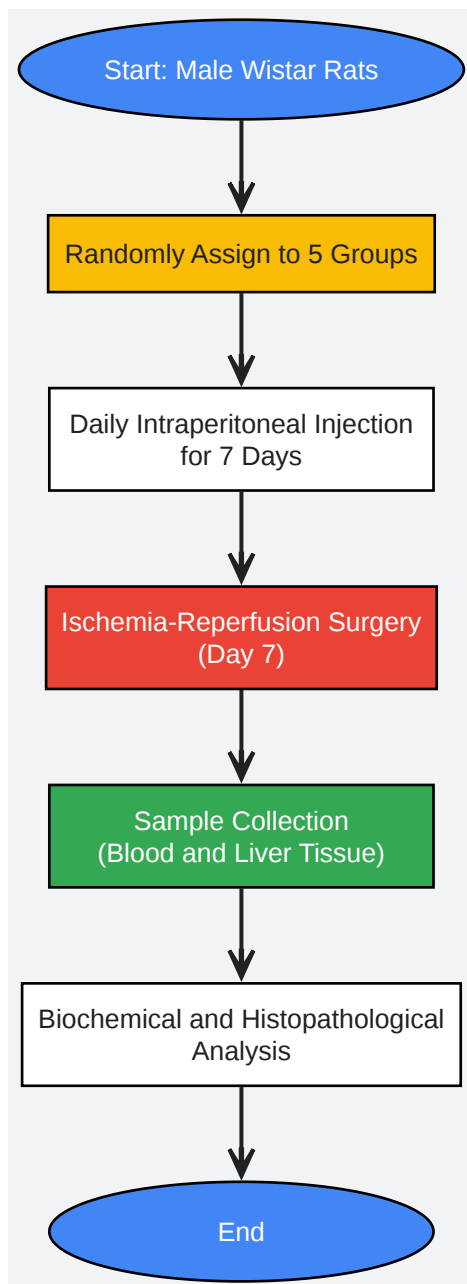 Start: Male Wistar Rats
Randomly Assign to 5 Groups
Daily Intraperitoneal Injection
for 7 Days
Ischemia-Reperfusion Surgery
(Day 7)
Sample Collection
(Blood and Liver Tissue)
Biochemical and Histopathological
Analysis
End